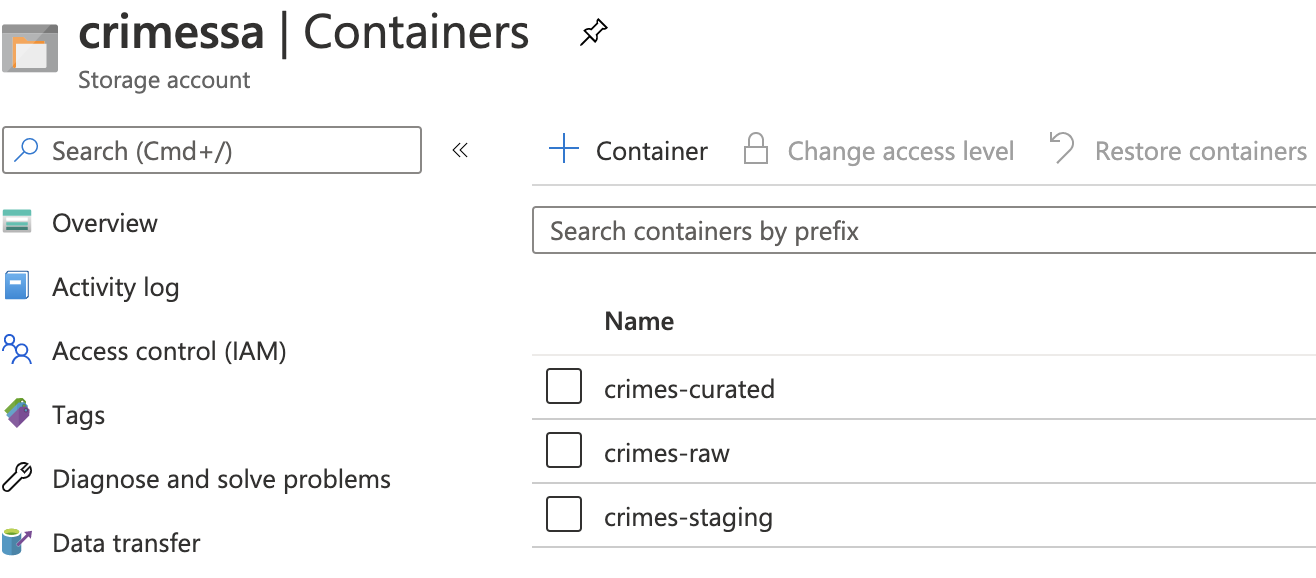 crimessa | Containers
Storage account
Search (Cmd+/)
«
Overview
Activity log
Access control (IAM)
Tags
Diagnose and solve problems
Data transfer
+ Container
Change access level
Restore containers
Search containers by prefix
Name
crimes-curated
crimes-raw
crimes-staging